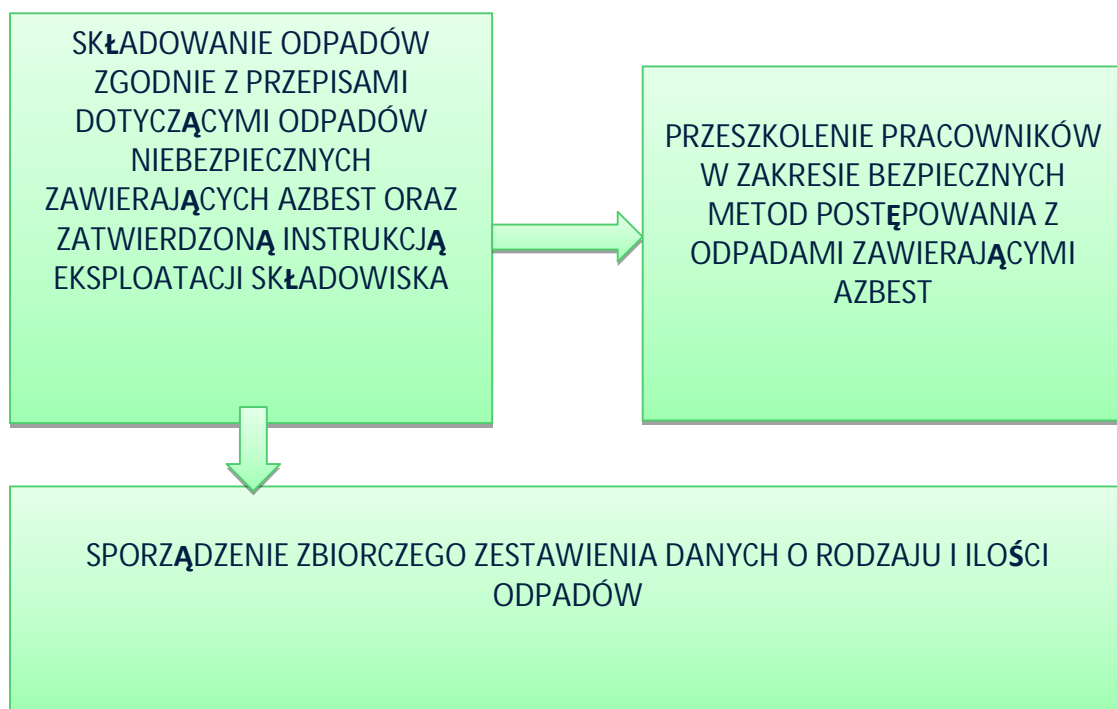 SKŁADOWANIE ODPADÓW
ZGODNIE Z PRZEPISAMI
DOTYCZĄCYMI ODPADÓW
NIEBEZPIECZNYCH
ZAWIERAJĄCYCH AZBEST ORAZ
ZATWIERDZONĄ INSTRUKCJĄ
EKSPLOATACJI SKŁADOWISKA
PRZESZKOLENIE PRACOWNIKÓW
W ZAKRESIE BEZPIECZNYCH
METOD POSTĘPOWANIA Z
ODPADAMI ZAWIERAJĄCYMI
AZBEST
SPORZĄDZENIE ZBIORCZEGO ZESTAWIENIA DANYCH O RODZAJU I ILOŚCI
ODPADÓW